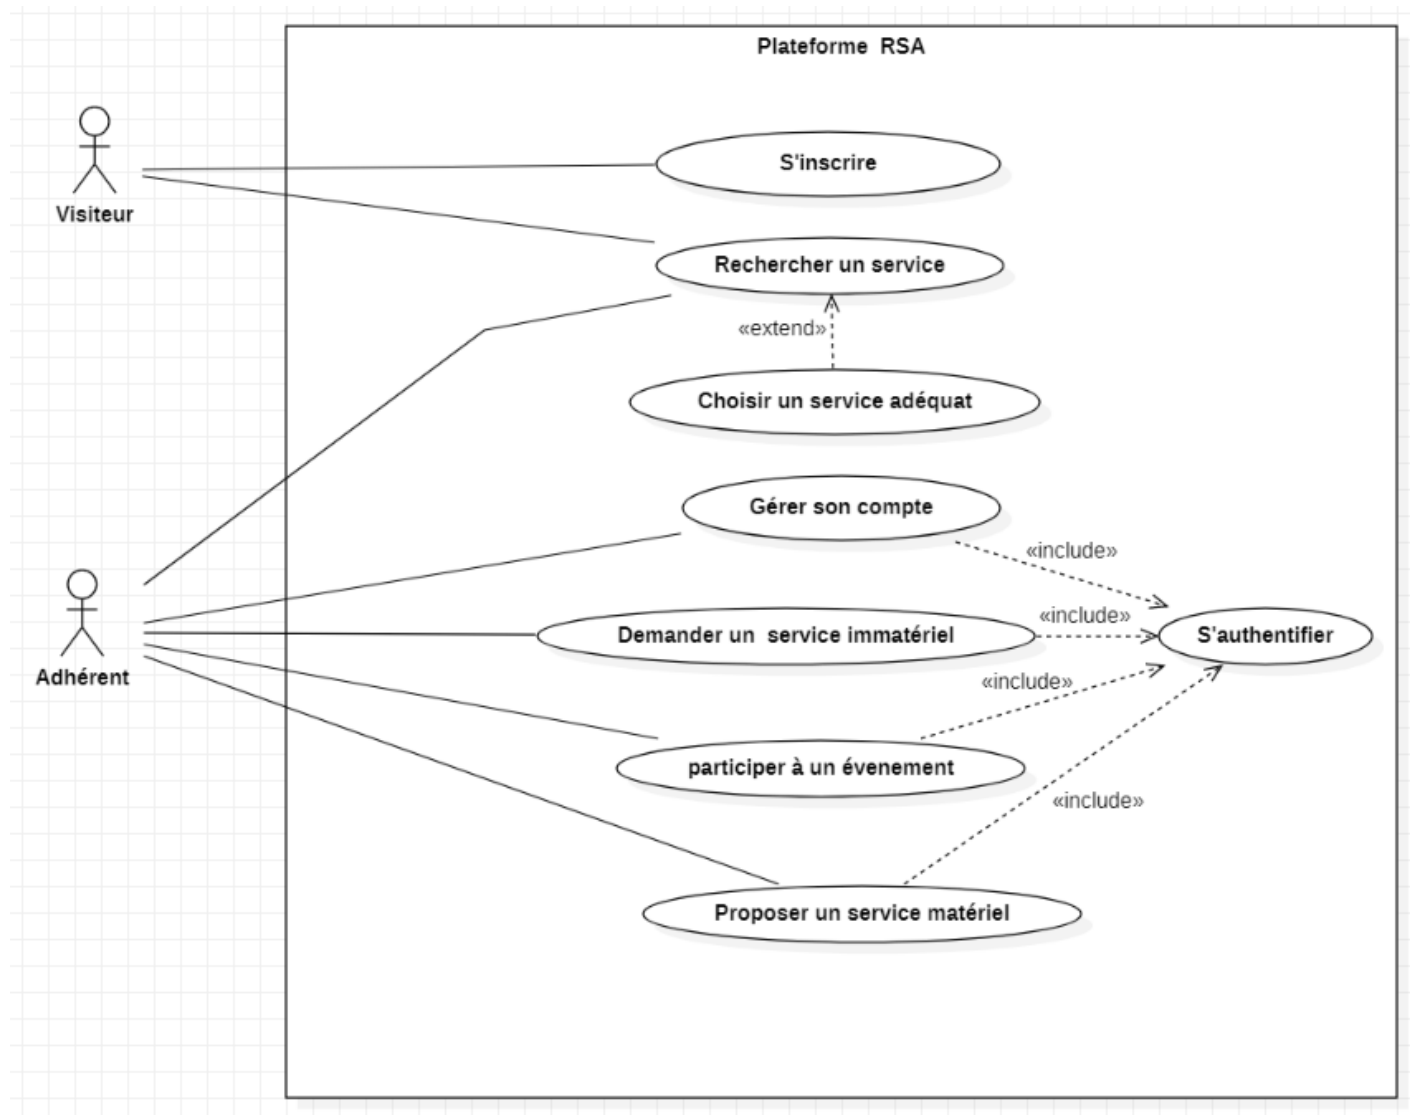 Plateforme  RSA
S'inscrire
Visiteur
Rechercher un service
«extend»
Choisir un service adéquat
Gérer son compte
«include»
«include»
Demander un  service immatériel
S'authentifier
Adhérent
«include»
participer à un évenement
«include»
Proposer un service matériel